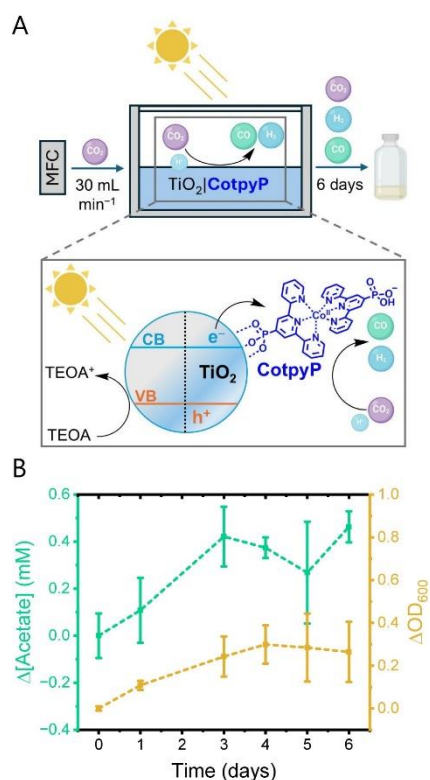 A
CO₂
H₂
CO
MFC
CO₂
30 mL
min⁻¹
CO₂
H⁺
CO
H₂
TiO₂|CotpyP
6 days
CB
e⁻
TiO₂
VB
h⁺
TEOA⁺
TEOA
N
N
N
N
N
N
Coᴵᴵ
O
P
O
O
O
P
O⁻
OH
CotpyP
CO
H₂
CO₂
H⁺
B
Δ[Acetate] (mM)
0.6
0.4
0.2
0.0
−0.2
−0.4
ΔOD₆₀₀
1.0
0.8
0.6
0.4
0.2
0.0
0 1 2 3 4 5 6
Time (days)